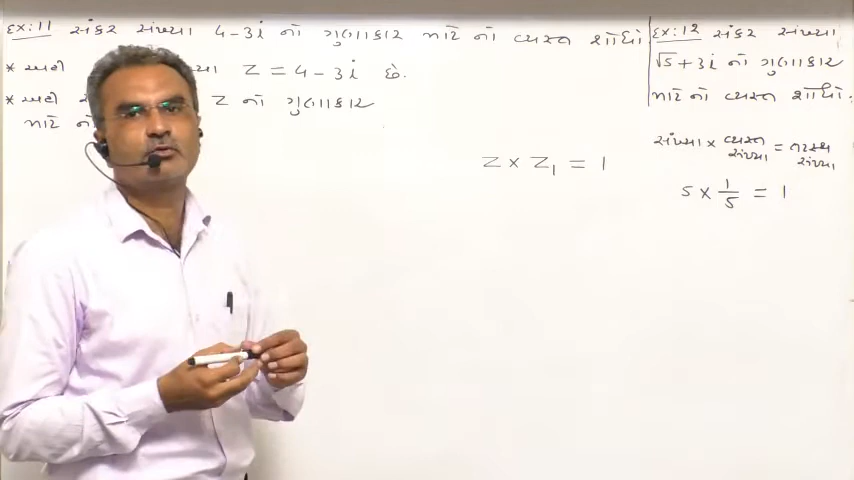 Ex:11 સંકર સંખ્યા 4-3i નો ગુણાકાર માટે નો વ્યસ્ત શોધો
* અહીં
z = 4-3i છે.
* અહીં
z નો ગુણાકાર
માટે નો
z × z₁ = 1
Ex:12 સંકર સંખ્યા
√5+3i નો ગુણાકાર
માટે નો વ્યસ્ત શોધો.
સંખ્યા × વ્યસ્ત સંખ્યા = તટસ્થ સંખ્યા
5 × 1/5 = 1